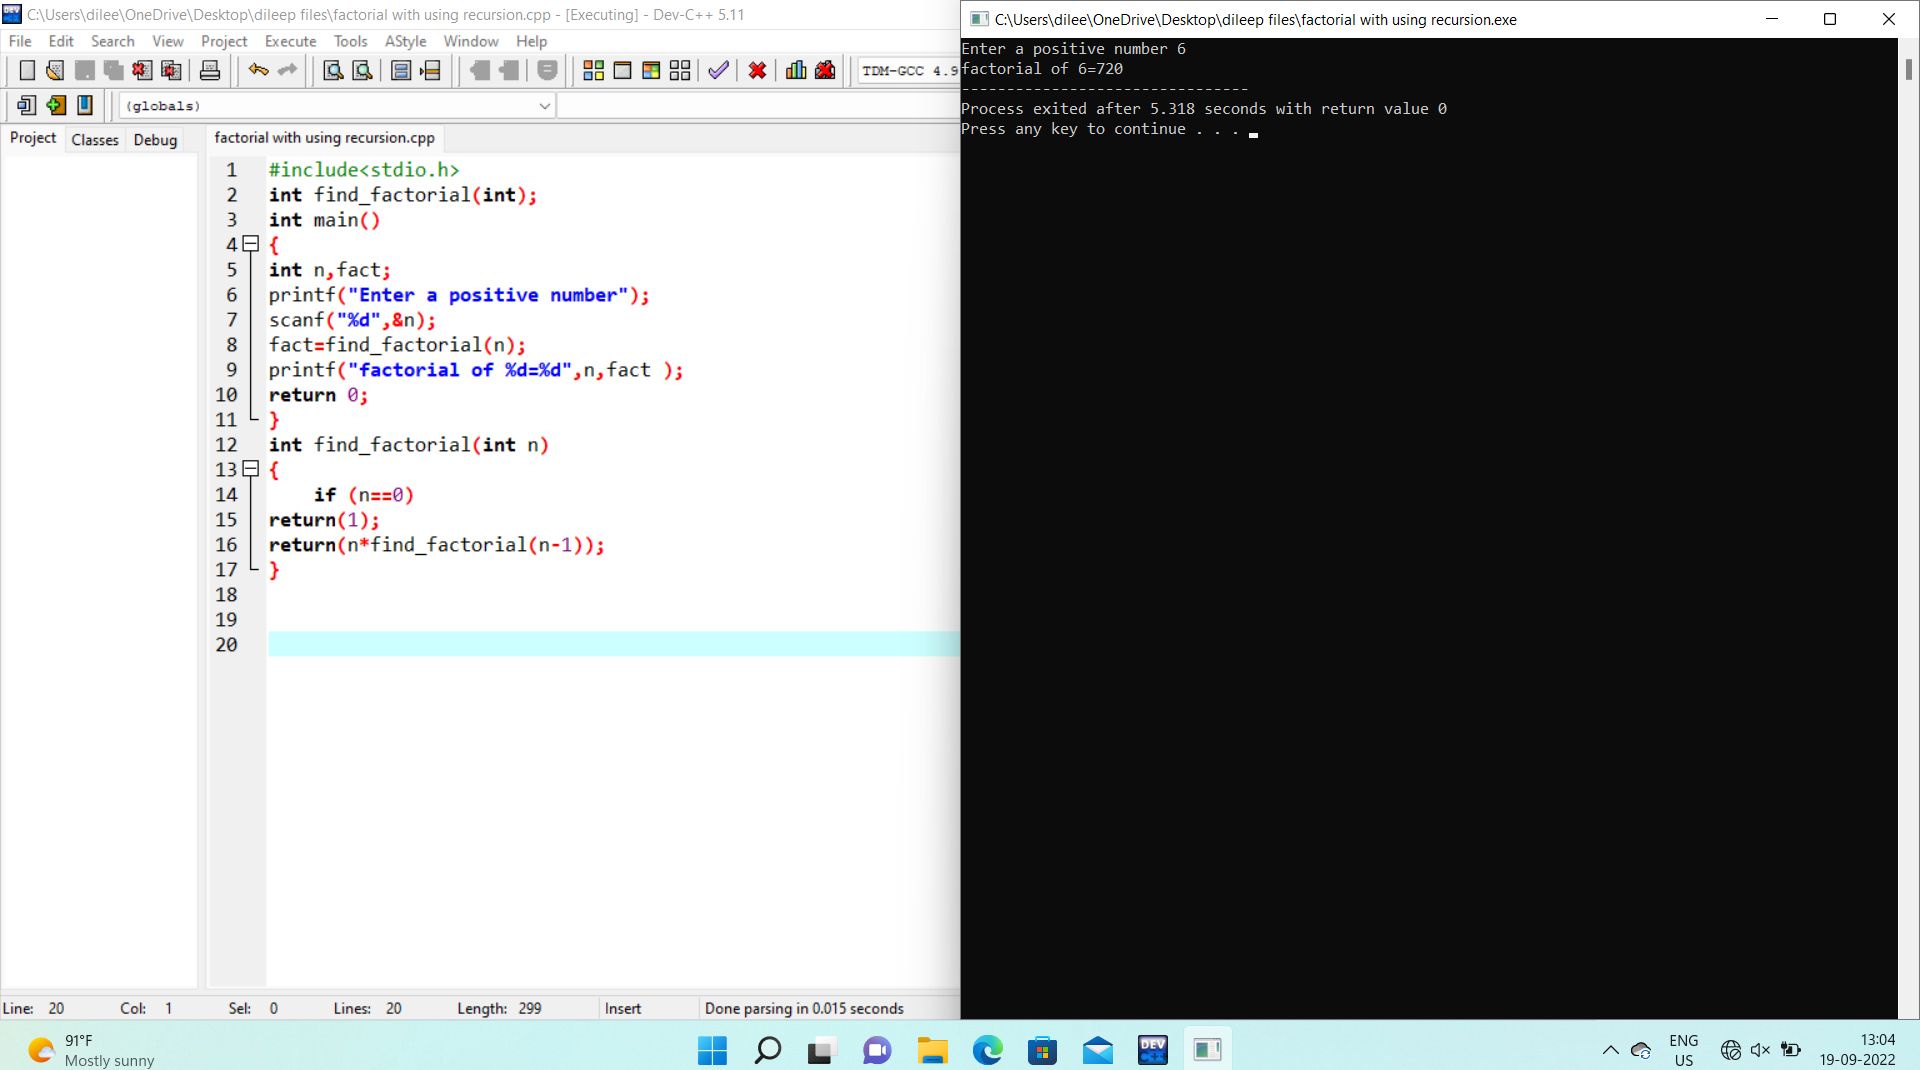 C:\Users\dilee\OneDrive\Desktop\dileep files\factorial with using recursion.cpp - [Executing] - Dev-C++ 5.11
File Edit Search View Project Execute Tools AStyle Window Help
TDM-GCC 4.9
(globals)
Project Classes Debug
factorial with using recursion.cpp
1 #include<stdio.h>
2 int find_factorial(int);
3 int main()
4 {
5 int n,fact;
6 printf("Enter a positive number");
7 scanf("%d",&n);
8 fact=find_factorial(n);
9 printf("factorial of %d=%d",n,fact );
10 return 0;
11 }
12 int find_factorial(int n)
13 {
14     if (n==0)
15 return(1);
16 return(n*find_factorial(n-1));
17 }
18
19
20
Line: 20 Col: 1 Sel: 0 Lines: 20 Length: 299 Insert Done parsing in 0.015 seconds
C:\Users\dilee\OneDrive\Desktop\dileep files\factorial with using recursion.exe
Enter a positive number 6
factorial of 6=720
--------------------------------
Process exited after 5.318 seconds with return value 0
Press any key to continue . . .
91°F
Mostly sunny
DEV
C++
ENG
US
13:04
19-09-2022